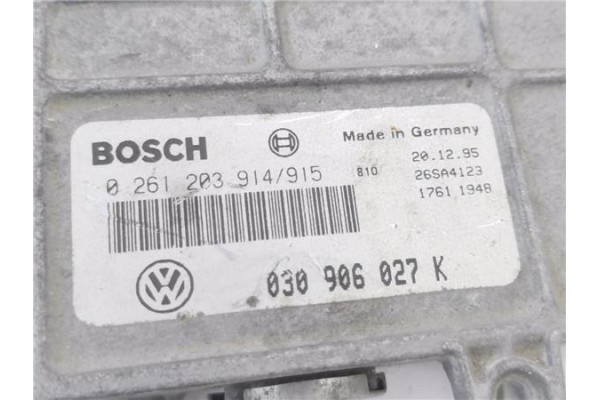 BOSCH
Made in Germany
0 261 203 914/915
810
20.12.95
26SA4123
1761 1948
VW
030 906 027 K